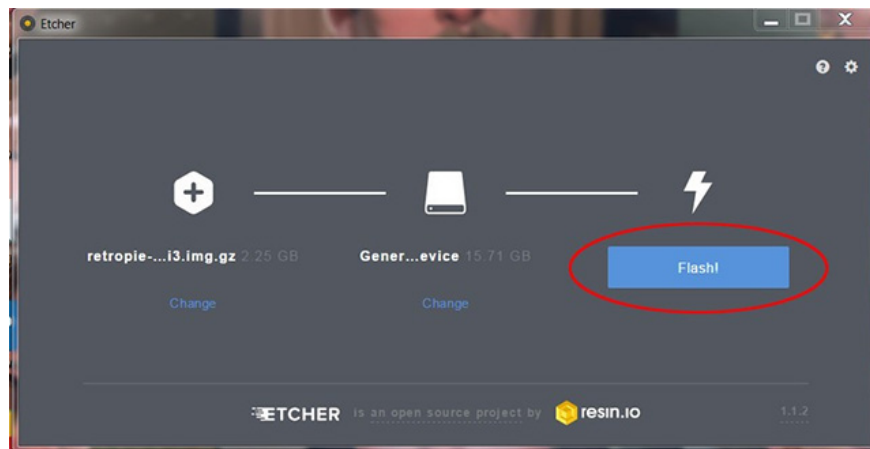 Etcher
retropie-...i3.img.gz 2.25 GB
Gener...evice 15.71 GB
Flash!
Change
Change
ETCHER is an open source project by resin.io
1.1.2